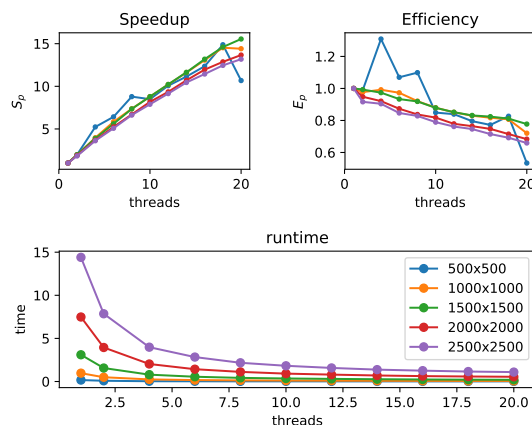 Speedup
Efficiency
15
10
5
S_p
0
10
20
threads
1.2
1.0
0.8
0.6
E_p
0
10
20
threads
runtime
15
10
5
0
time
2.5
5.0
7.5
10.0
12.5
15.0
17.5
20.0
threads
500x500
1000x1000
1500x1500
2000x2000
2500x2500